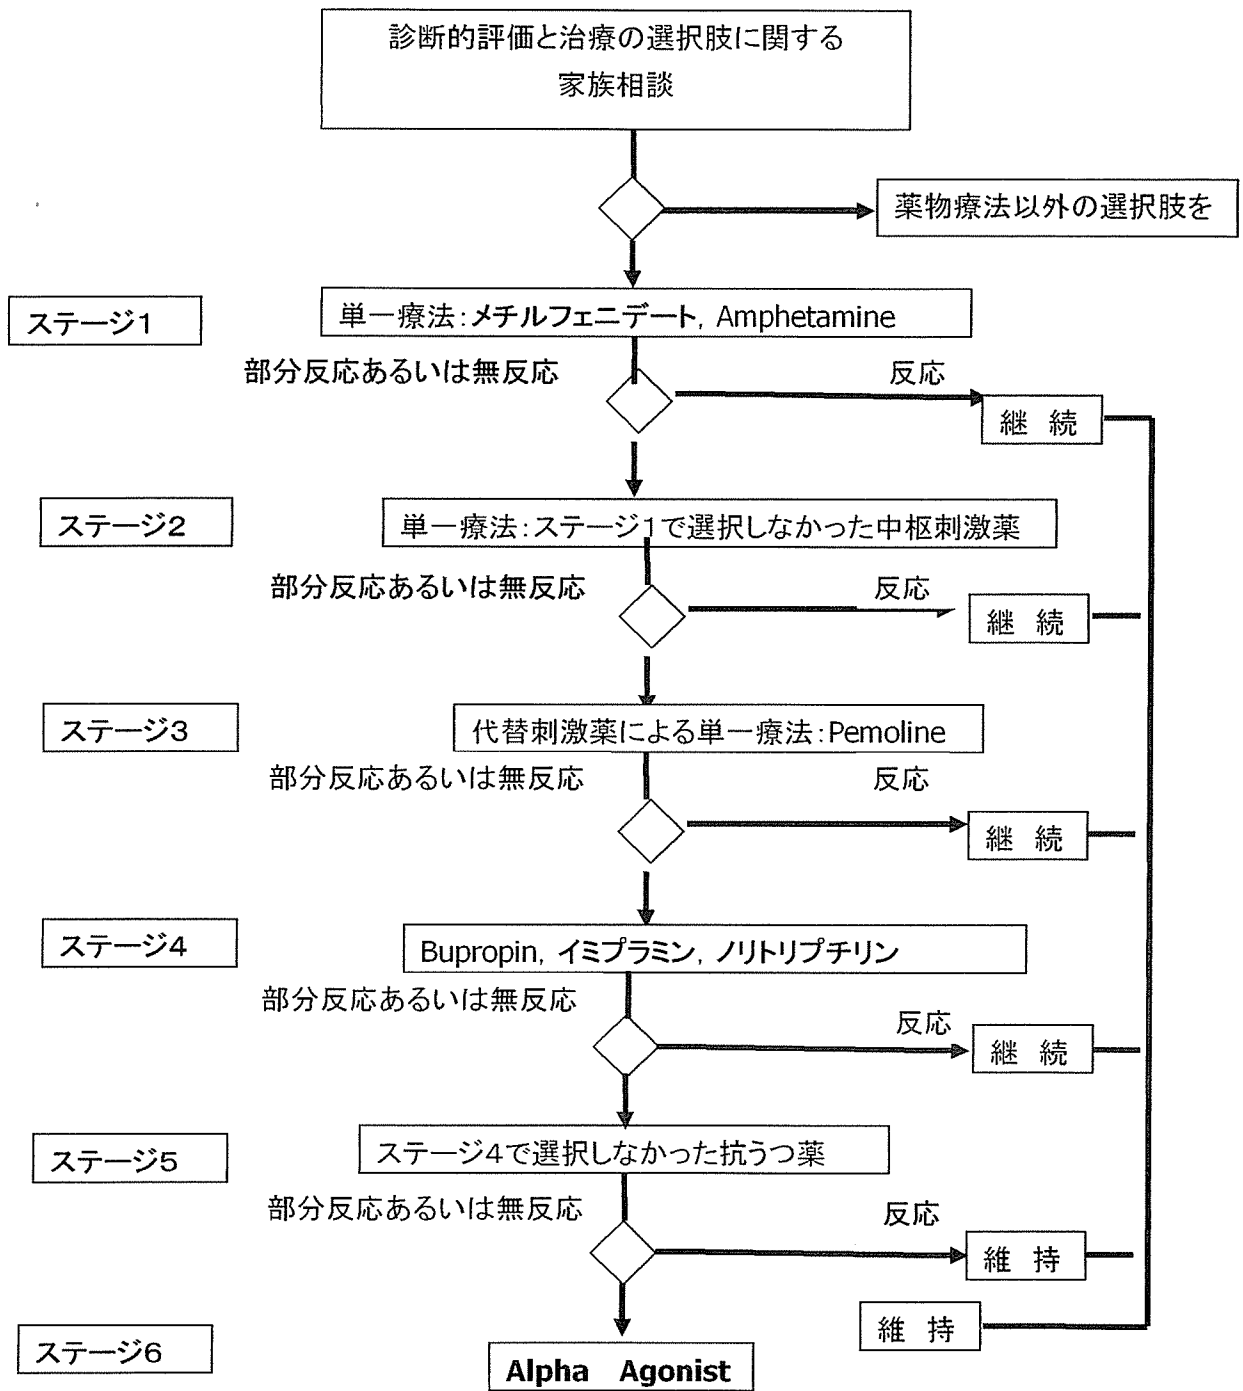 診断的評価と治療の選択肢に関する
家族相談
薬物療法以外の選択肢を
ステージ1
単一療法:メチルフェニデート, Amphetamine
部分反応あるいは無反応
反応
継 続
ステージ2
単一療法:ステージ1で選択しなかった中枢刺激薬
部分反応あるいは無反応
反応
継 続
ステージ3
代替刺激薬による単一療法:Pemoline
部分反応あるいは無反応
反応
継 続
ステージ4
Bupropin, イミプラミン, ノリトリプチリン
部分反応あるいは無反応
反応
継 続
ステージ5
ステージ4で選択しなかった抗うつ薬
部分反応あるいは無反応
反応
維 持
維 持
ステージ6
Alpha Agonist